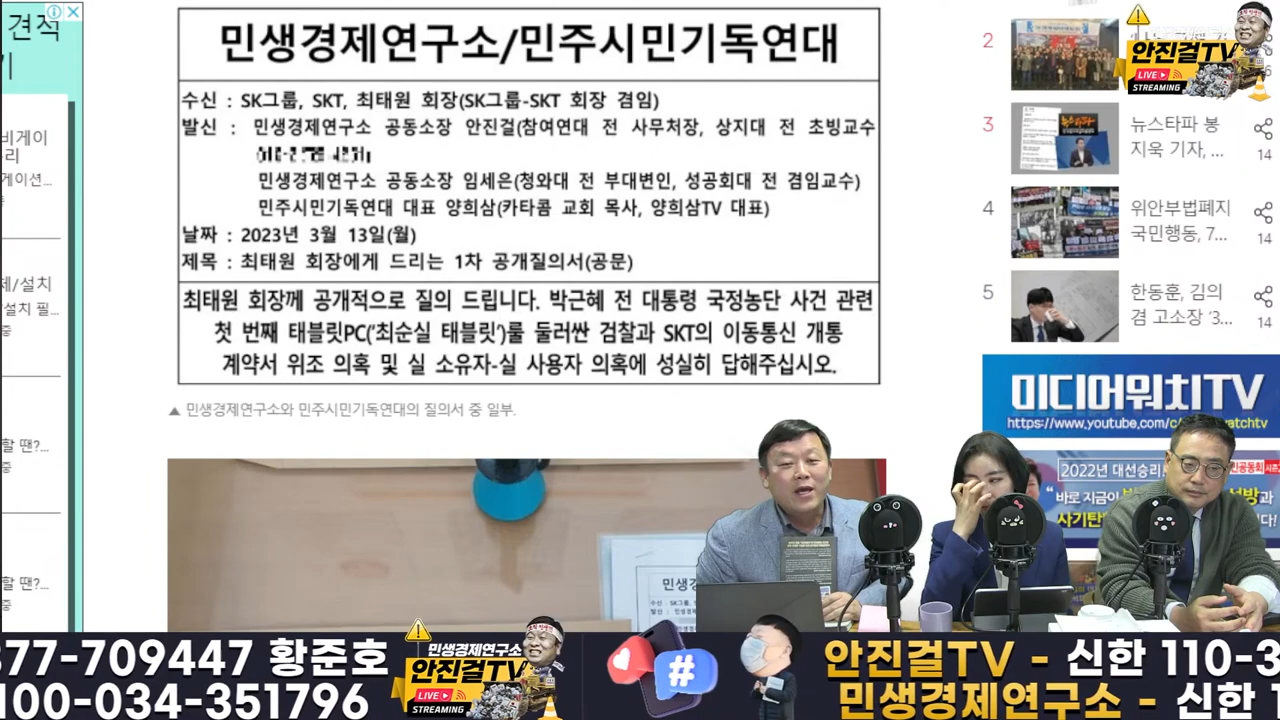 견적
비게이
게이션...
체/설치
설치 필...
중
할 땐?...
중
할 땐?...
중
민생경제연구소/민주시민기독연대
수신 : SK그룹, SKT, 최태원 회장(SK그룹-SKT 회장 겸임)
발신 : 민생경제연구소 공동소장 안진걸(참여연대 전 사무처장, 상지대 전 초빙교수
민생경제연구소 공동소장 임세은(청와대 전 부대변인, 성공회대 전 겸임교수)
민주시민기독연대 대표 양희삼(카타콤 교회 목사, 양희삼TV 대표)
날짜 : 2023년 3월 13일(월)
제목 : 최태원 회장에게 드리는 1차 공개질의서(공문)
최태원 회장께 공개적으로 질의 드립니다. 박근혜 전 대통령 국정농단 사건 관련
첫 번째 태블릿PC('최순실 태블릿')를 둘러싼 검찰과 SKT의 이동통신 개통
계약서 위조 의혹 및 실 소유자-실 사용자 의혹에 성실히 답해주십시오.
▲ 민생경제연구소와 민주시민기독연대의 질의서 중 일부.
민생
수신 : SK그룹,
2
안진걸TV
LIVE
STREAMING
3
뉴스타파 봉
지욱 기자, ...
14
4
위안부법폐지
국민행동, 7...
14
5
한동훈, 김의
겸 고소장 '3...
14
미디어워치TV
https://www.youtube.com/
watchtv
2022년 대선승리
"바로 지금이
사기탄
377-709447 황준호
100-034-351796
민생경제연구소
안진걸TV
LIVE
STREAMING
#
안진걸TV - 신한 110-3
민생경제연구소 - 신한 1